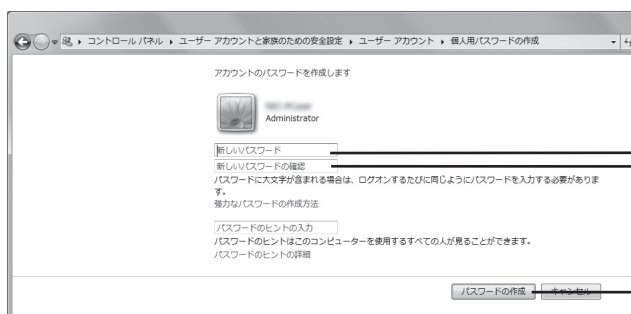 コントロール パネル ▸ ユーザー アカウントと家族のための安全設定 ▸ ユーザー アカウント ▸ 個人用パスワードの作成
アカウントのパスワードを作成します
Administrator
新しいパスワード
新しいパスワードの確認
パスワードに大文字が含まれる場合は、ログオンするたびに同じようにパスワードを入力する必要がありま
す。
強力なパスワードの作成方法
パスワードのヒントの入力
パスワードのヒントはこのコンピューターを使用するすべての人が見ることができます。
パスワードのヒントの詳細
パスワードの作成 キャンセル